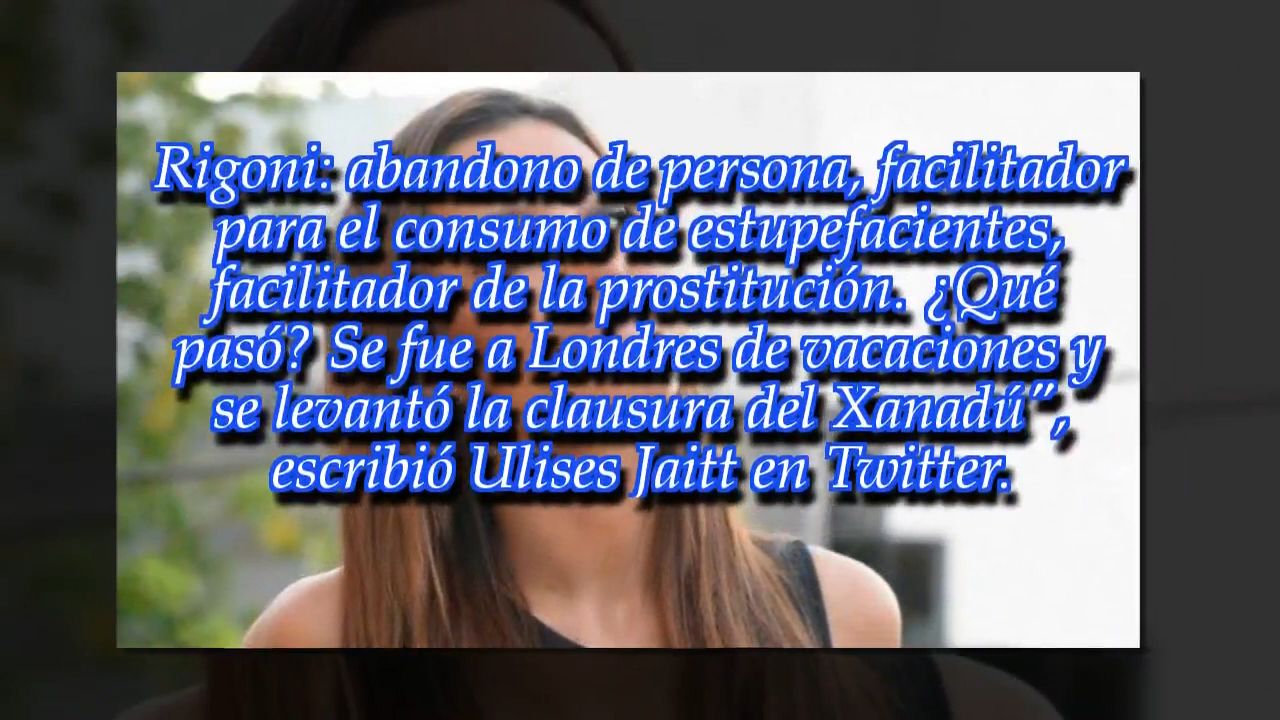 Rigoni: abandono de persona, facilitador
para el consumo de estupefacientes,
facilitador de la prostitución. ¿Qué
pasó? Se fue a Londres de vacaciones y
se levantó la clausura del Xanadú”,
escribió Ulises Jaitt en Twitter.